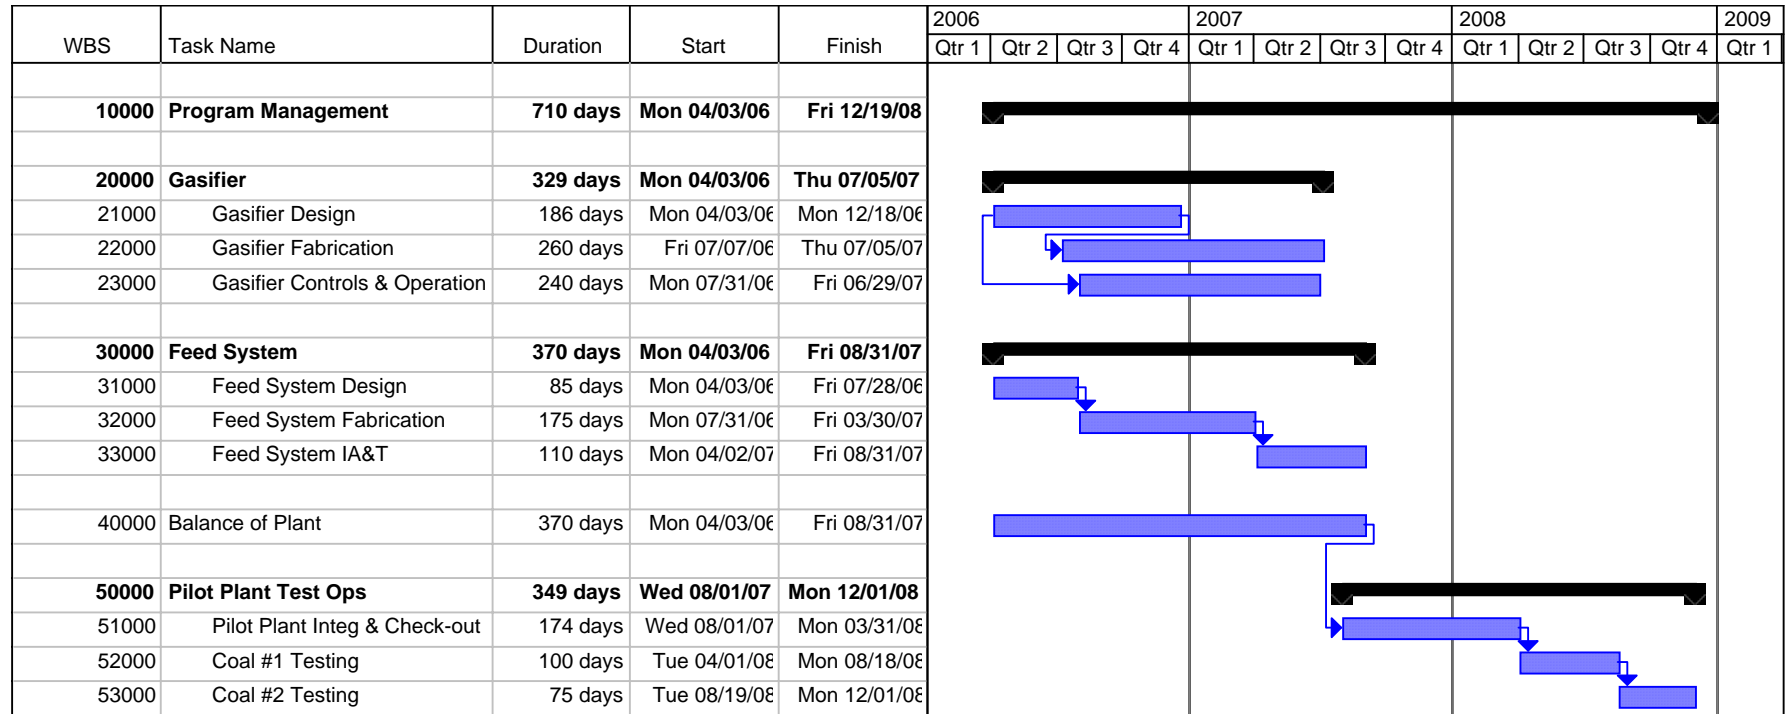 2006 2007 2008 2009
WBS Task Name Duration Start Finish Qtr 1 Qtr 2 Qtr 3 Qtr 4 Qtr 1 Qtr 2 Qtr 3 Qtr 4 Qtr 1 Qtr 2 Qtr 3 Qtr 4 Qtr 1
10000 Program Management 710 days Mon 04/03/06 Fri 12/19/08
20000 Gasifier 329 days Mon 04/03/06 Thu 07/05/07
21000 Gasifier Design 186 days Mon 04/03/06 Mon 12/18/06
22000 Gasifier Fabrication 260 days Fri 07/07/06 Thu 07/05/07
23000 Gasifier Controls & Operation 240 days Mon 07/31/06 Fri 06/29/07
30000 Feed System 370 days Mon 04/03/06 Fri 08/31/07
31000 Feed System Design 85 days Mon 04/03/06 Fri 07/28/06
32000 Feed System Fabrication 175 days Mon 07/31/06 Fri 03/30/07
33000 Feed System IA&T 110 days Mon 04/02/07 Fri 08/31/07
40000 Balance of Plant 370 days Mon 04/03/06 Fri 08/31/07
50000 Pilot Plant Test Ops 349 days Wed 08/01/07 Mon 12/01/08
51000 Pilot Plant Integ & Check-out 174 days Wed 08/01/07 Mon 03/31/08
52000 Coal #1 Testing 100 days Tue 04/01/08 Mon 08/18/08
53000 Coal #2 Testing 75 days Tue 08/19/08 Mon 12/01/08